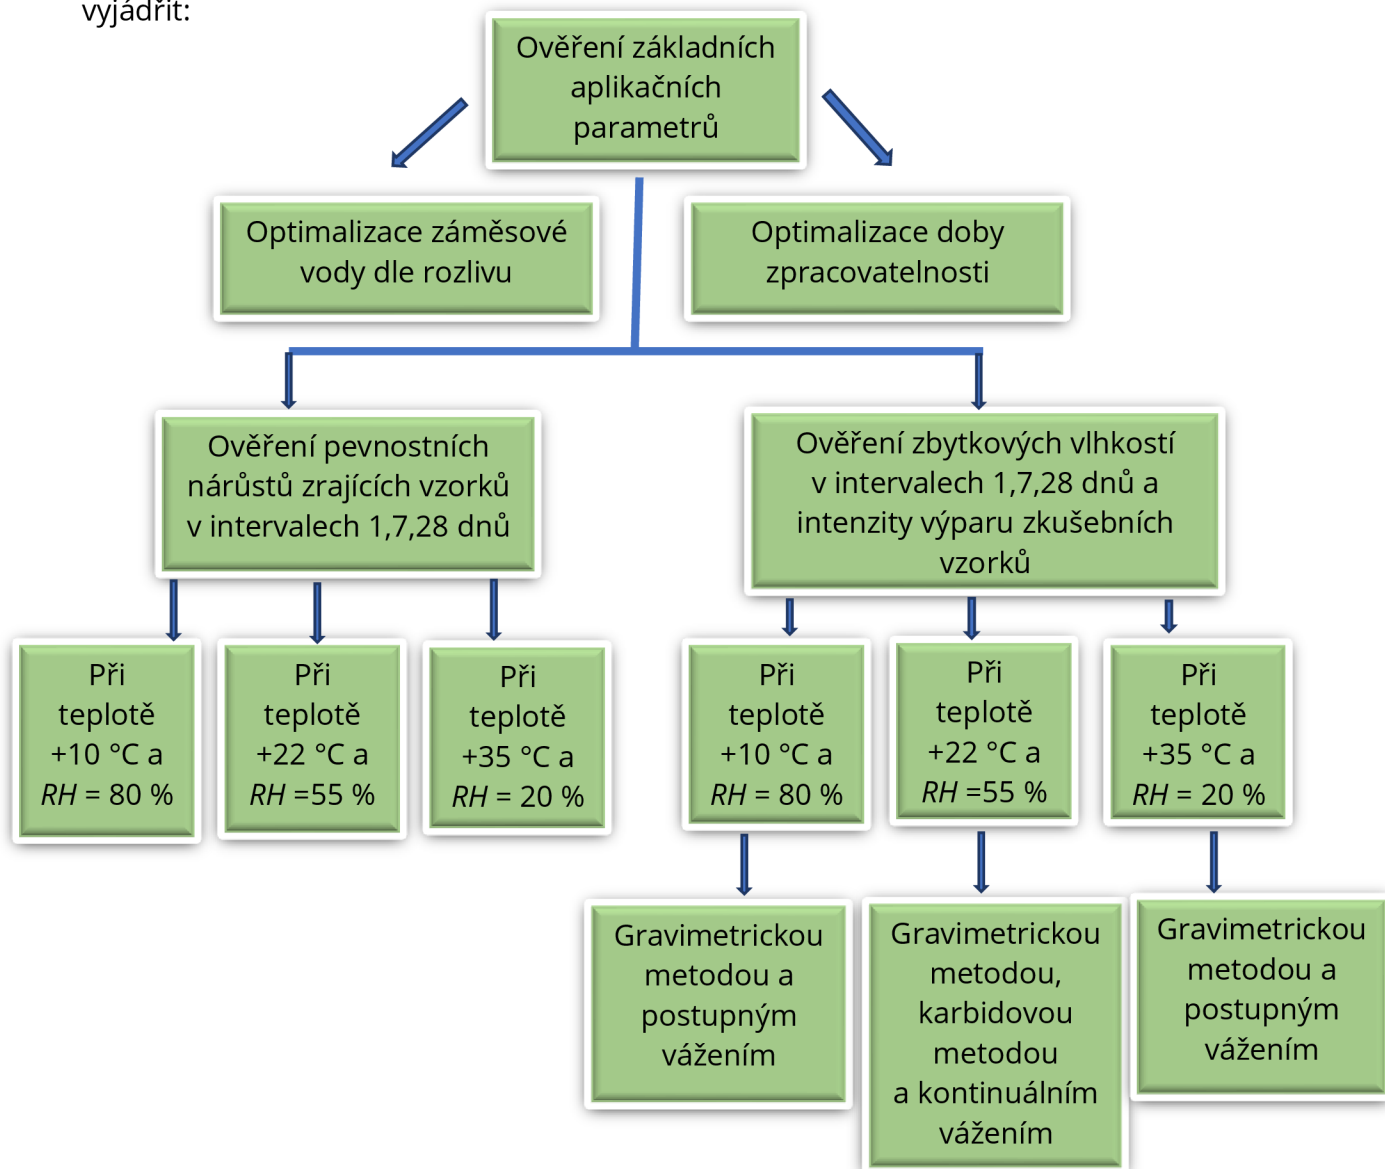 vyjádřit:
Ověření základních
aplikačních
parametrů
Optimalizace záměsové
vody dle rozlivu
Optimalizace doby
zpracovatelnosti
Ověření pevnostních
nárůstů zrajících vzorků
v intervalech 1,7,28 dnů
Ověření zbytkových vlhkostí
v intervalech 1,7,28 dnů a
intenzity výparu zkušebních
vzorků
Při
teplotě
+10 °C a
RH = 80 %
Při
teplotě
+22 °C a
RH =55 %
Při
teplotě
+35 °C a
RH = 20 %
Při
teplotě
+10 °C a
RH = 80 %
Při
teplotě
+22 °C a
RH =55 %
Při
teplotě
+35 °C a
RH = 20 %
Gravimetrickou
metodou a
postupným
vážením
Gravimetrickou
metodou,
karbidovou
metodou
a kontinuálním
vážením
Gravimetrickou
metodou a
postupným
vážením